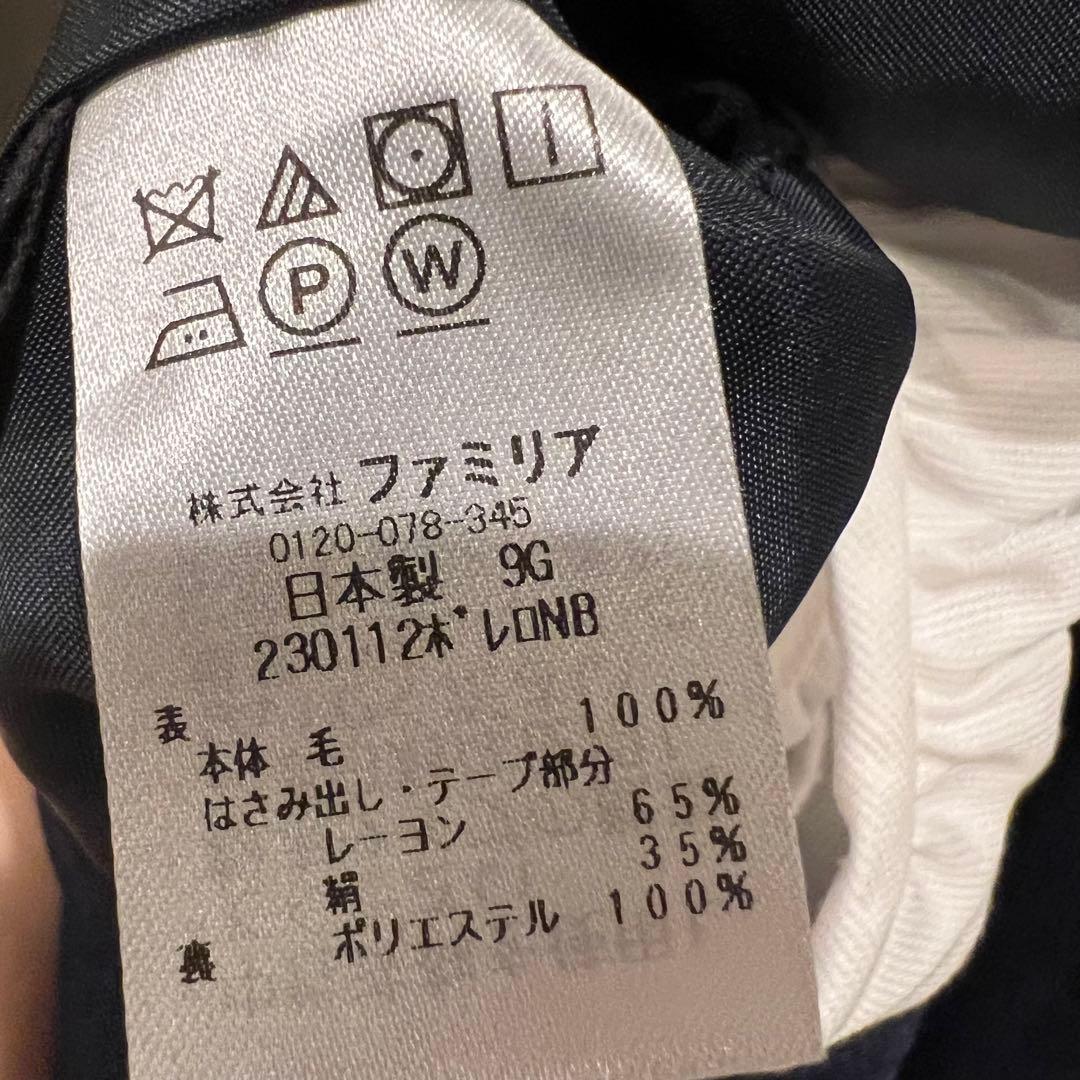 P W
株式会社 ファミリア
0120-078-345
日本製 9G
230112ボレロNB
表
本体 毛 100%
はさみ出し・テープ部分
レーヨン 65%
絹 35%
裏 ポリエステル 100%